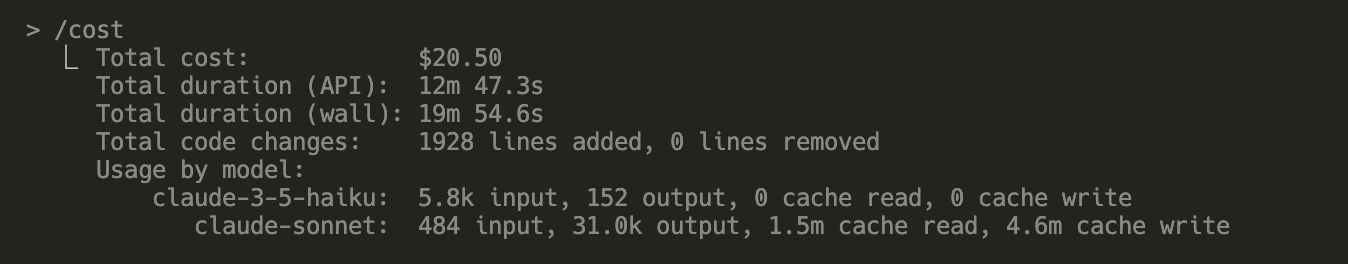 > /cost
⎿ Total cost: $20.50
Total duration (API): 12m 47.3s
Total duration (wall): 19m 54.6s
Total code changes: 1928 lines added, 0 lines removed
Usage by model:
claude-3-5-haiku: 5.8k input, 152 output, 0 cache read, 0 cache write
claude-sonnet: 484 input, 31.0k output, 1.5m cache read, 4.6m cache write